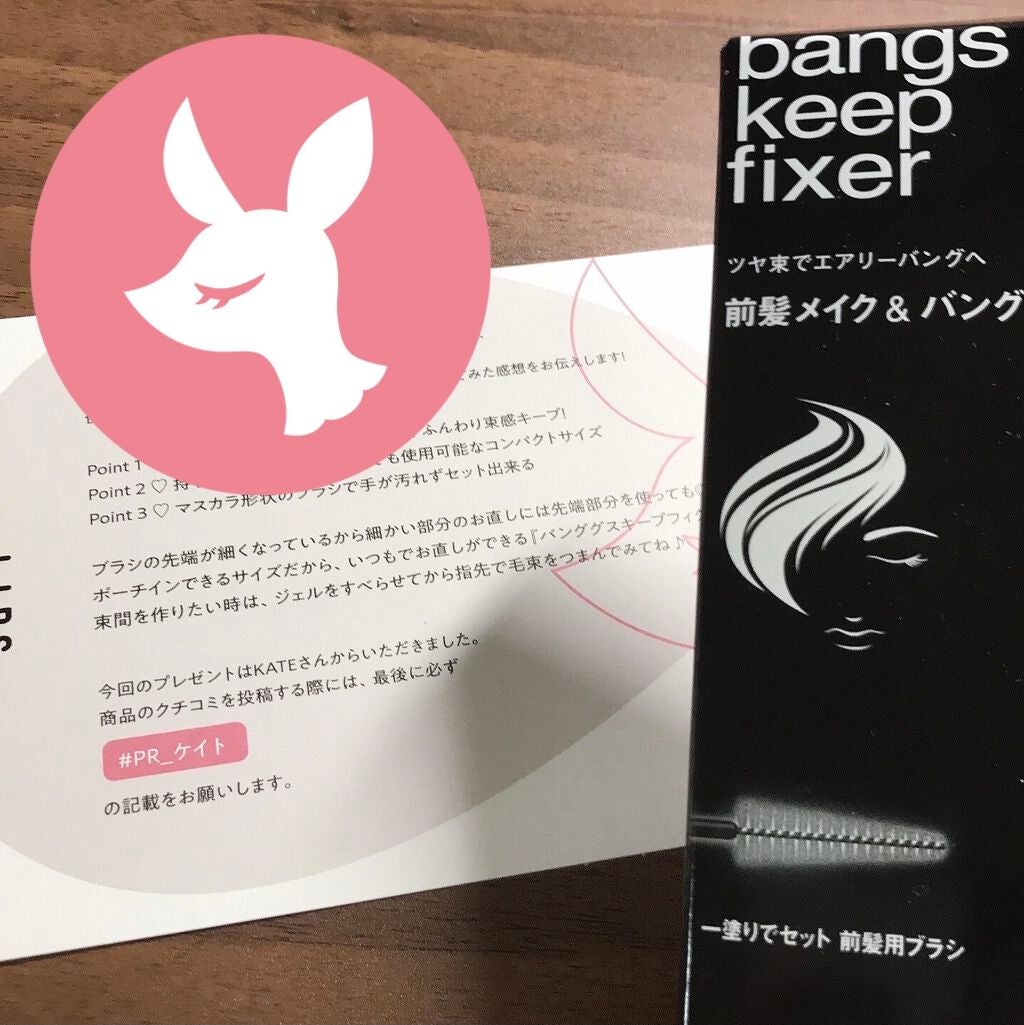 bangs
keep
fixer
ツヤ束でエアリーバングへ
前髪メイク & バング
一塗りでセット 前髪用ブラシ
みた感想をお伝えします!
Point 1
ふんわり束感キープ!
Point 2 ♡ 持
も使用可能なコンパクトサイズ
Point 3 ♡ マスカラ形状のブラシで手が汚れずセット出来る
ブラシの先端が細くなっているから細かい部分のお直しには先端部分を使っても
ポーチインできるサイズだから、いつでもお直しができる『バンググスキープフィク
束間を作りたい時は、ジェルをすべらせてから指先で毛束をつまんでみてね♪
今回のプレゼントはKATEさんからいただきました。
商品のクチコミを投稿する際には、最後に必ず
#PR_ケイト
の記載をお願いします。